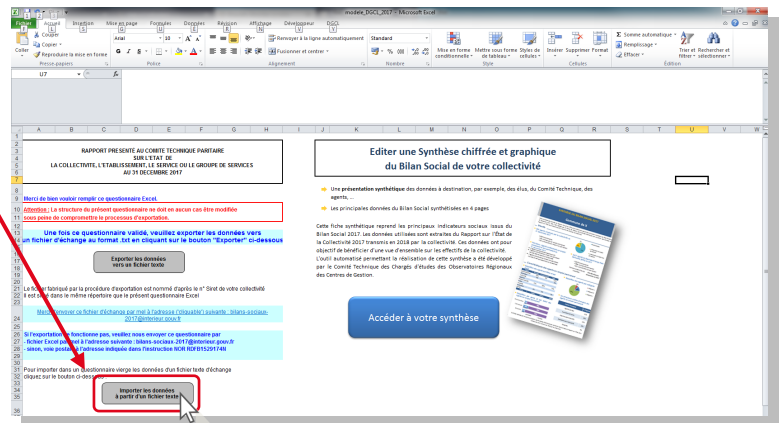 modele_DGCL_2017 - Microsoft Excel
Fichier Accueil Insertion Mise en page Formules Données Révision Affichage Développeur DGCL
Coller
Couper
Copier
Reproduire la mise en forme
Presse-papiers
Arial 10
G I S
Police
Renvoyer à la ligne automatiquement
Fusionner et centrer
Alignement
Standard
% 000
Nombre
Mise en forme conditionnelle
Mettre sous forme de tableau
Styles de cellules
Style
Insérer Supprimer Format
Cellules
Σ Somme automatique
Remplissage
Effacer
Trier et filtrer
Rechercher et sélectionner
Édition
U7 fx
A B C D E F G H I J K L M N O P Q R S T U V W
RAPPORT PRESENTÉ AU COMITE TECHNIQUE PARITAIRE
SUR L'ETAT DE
LA COLLECTIVITE, L'ETABLISSEMENT, LE SERVICE OU LE GROUPE DE SERVICES
AU 31 DECEMBRE 2017
Merci de bien vouloir remplir ce questionnaire Excel.
Attention : La structure du présent questionnaire ne doit en aucun cas être modifiée
sous peine de compromettre le processus d'exportation.
Une fois ce questionnaire validé, veuillez exporter les données vers
un fichier d'échange au format .txt en cliquant sur le bouton "Exporter" ci-dessous
Exporter les données
vers un fichier texte
Le fichier fabriqué par la procédure d'exportation est nommé d'après le n° Siret de votre collectivité
Il est situé dans le même répertoire que le présent questionnaire Excel
Merci d'envoyer ce fichier d'échange par mel à l'adresse ('cliquable') suivante : bilans-sociaux-
2017@interieur.gouv.fr
Si l'exportation ne fonctionne pas, veuillez nous envoyer ce questionnaire par
- fichier Excel par mel à l'adresse suivante : bilans-sociaux-2017@interieur.gouv.fr
- sinon, voie postale à l'adresse indiquée dans l'instruction NOR RDFB1529174N
Pour importer dans un questionnaire vierge les données d'un fichier texte d'échange
cliquez sur le bouton ci-dessous
Importer les données
à partir d'un fichier texte
Editer une Synthèse chiffrée et graphique
du Bilan Social de votre collectivité
Une présentation synthétique des données à destination, par exemple, des élus, du Comité Technique, des
agents, ...
Les principales données du Bilan Social synthétisées en 4 pages
Cette fiche synthétique reprend les principaux indicateurs sociaux issus du
Bilan Social 2017. Les données utilisées sont extraites du Rapport sur l'État de
la Collectivité 2017 transmis en 2018 par la collectivité. Ces données ont pour
objectif de bénéficier d'une vue d'ensemble sur les effectifs de la collectivité.
L'outil automatisé permettant la réalisation de cette synthèse a été développé
par le Comité Technique des Chargés d'études des Observatoires Régionaux
des Centres de Gestion.
Accéder à votre synthèse